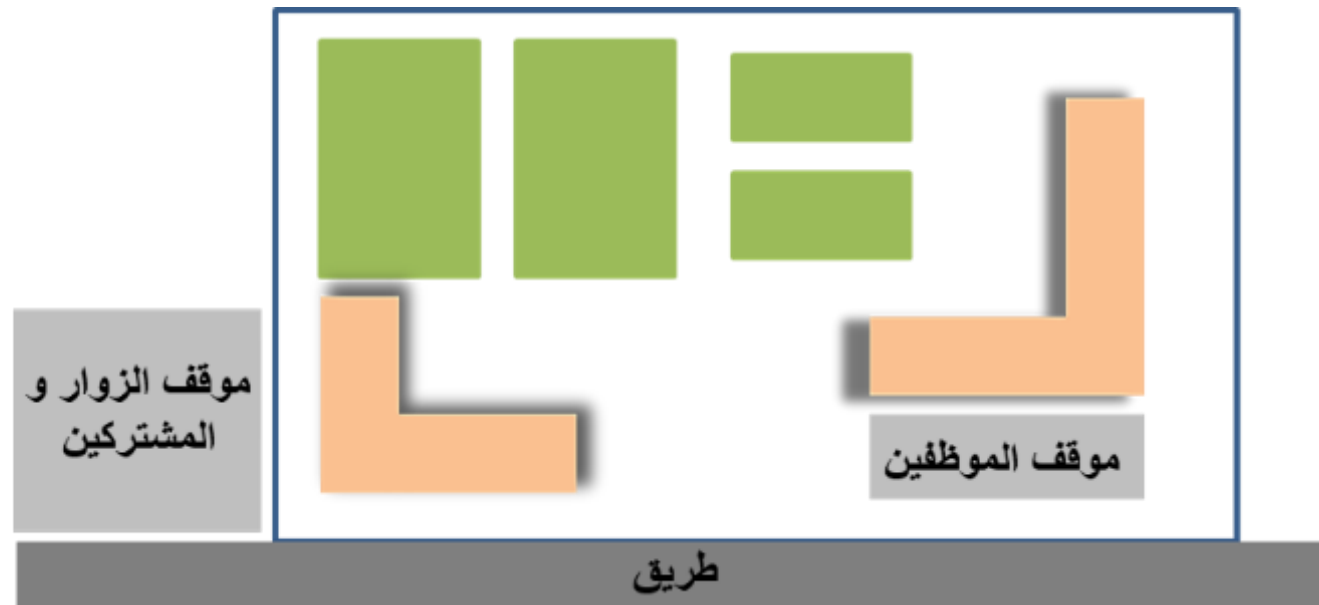 موقف الزوار و
المشتركين
موقف الموظفين
طريق